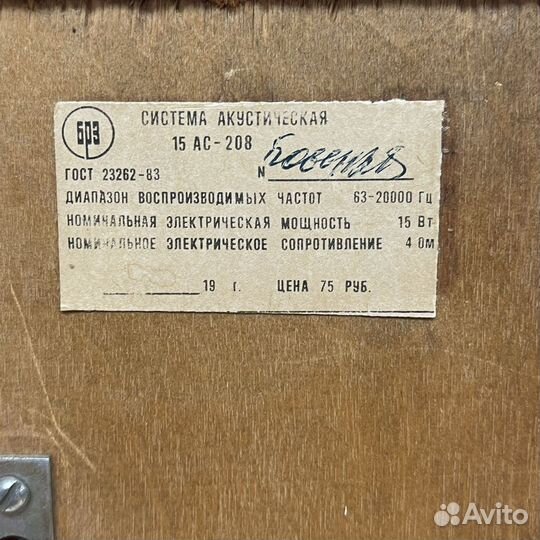 БРЗ
СИСТЕМА АКУСТИЧЕСКАЯ
15 АС-208
ГОСТ 23262-83 N
ДИАПАЗОН ВОСПРОИЗВОДИМЫХ ЧАСТОТ 63-20000 Гц
НОМИНАЛЬНАЯ ЭЛЕКТРИЧЕСКАЯ МОЩНОСТЬ 15 Вт
НОМИНАЛЬНОЕ ЭЛЕКТРИЧЕСКОЕ СОПРОТИВЛЕНИЕ 4 Ом
19 г. ЦЕНА 75 РУБ.
Avito